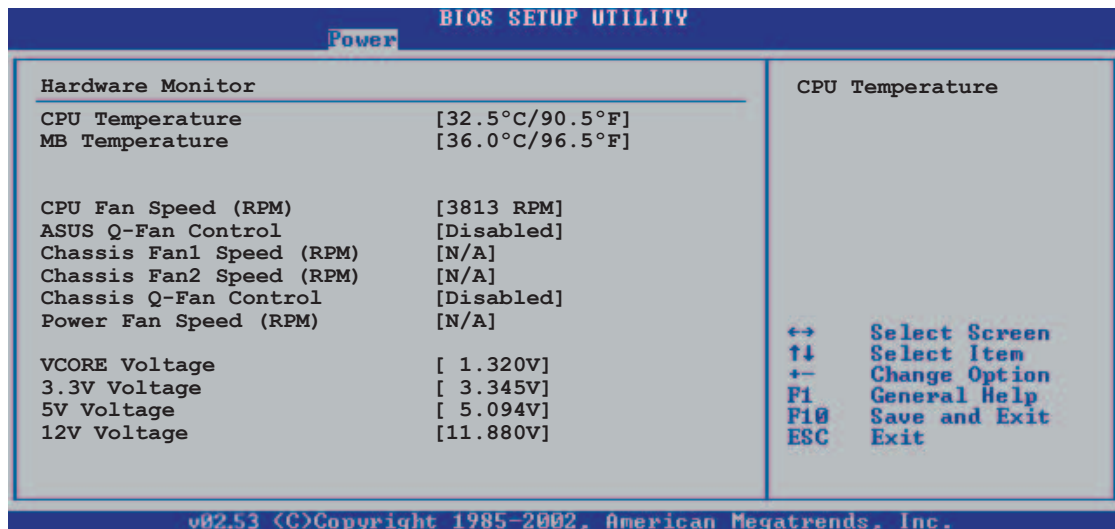 BIOS SETUP UTILITY
Power
Hardware Monitor
CPU Temperature [32.5°C/90.5°F]
MB Temperature [36.0°C/96.5°F]
CPU Fan Speed (RPM) [3813 RPM]
ASUS Q-Fan Control [Disabled]
Chassis Fan1 Speed (RPM) [N/A]
Chassis Fan2 Speed (RPM) [N/A]
Chassis Q-Fan Control [Disabled]
Power Fan Speed (RPM) [N/A]
VCORE Voltage [ 1.320V]
3.3V Voltage [ 3.345V]
5V Voltage [ 5.094V]
12V Voltage [11.880V]
CPU Temperature
←→ Select Screen
↑↓ Select Item
+- Change Option
F1 General Help
F10 Save and Exit
ESC Exit
v02.53 (C)Copyright 1985-2002, American Megatrends, Inc.